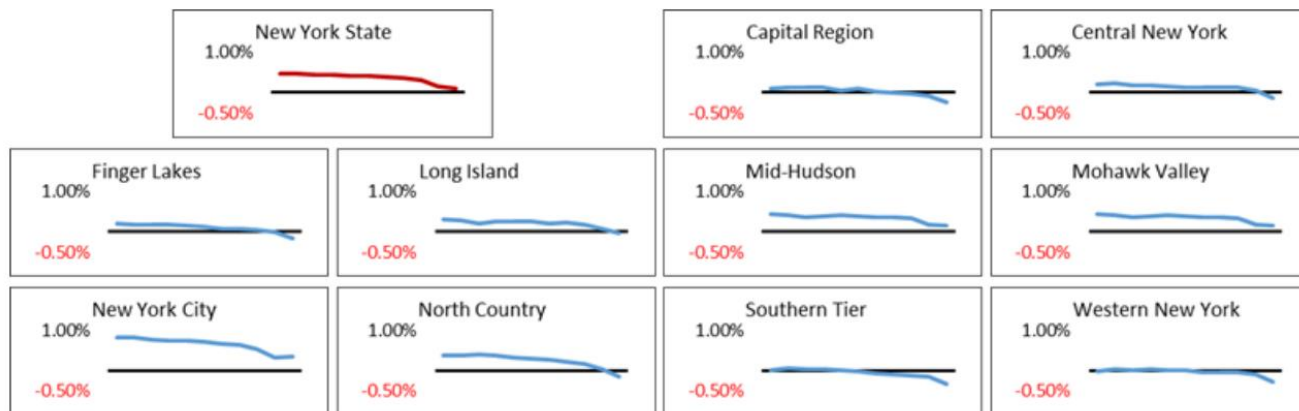 New York State
1.00%
-0.50%
Capital Region
1.00%
-0.50%
Central New York
1.00%
-0.50%
Finger Lakes
1.00%
-0.50%
Long Island
1.00%
-0.50%
Mid-Hudson
1.00%
-0.50%
Mohawk Valley
1.00%
-0.50%
New York City
1.00%
-0.50%
North Country
1.00%
-0.50%
Southern Tier
1.00%
-0.50%
Western New York
1.00%
-0.50%